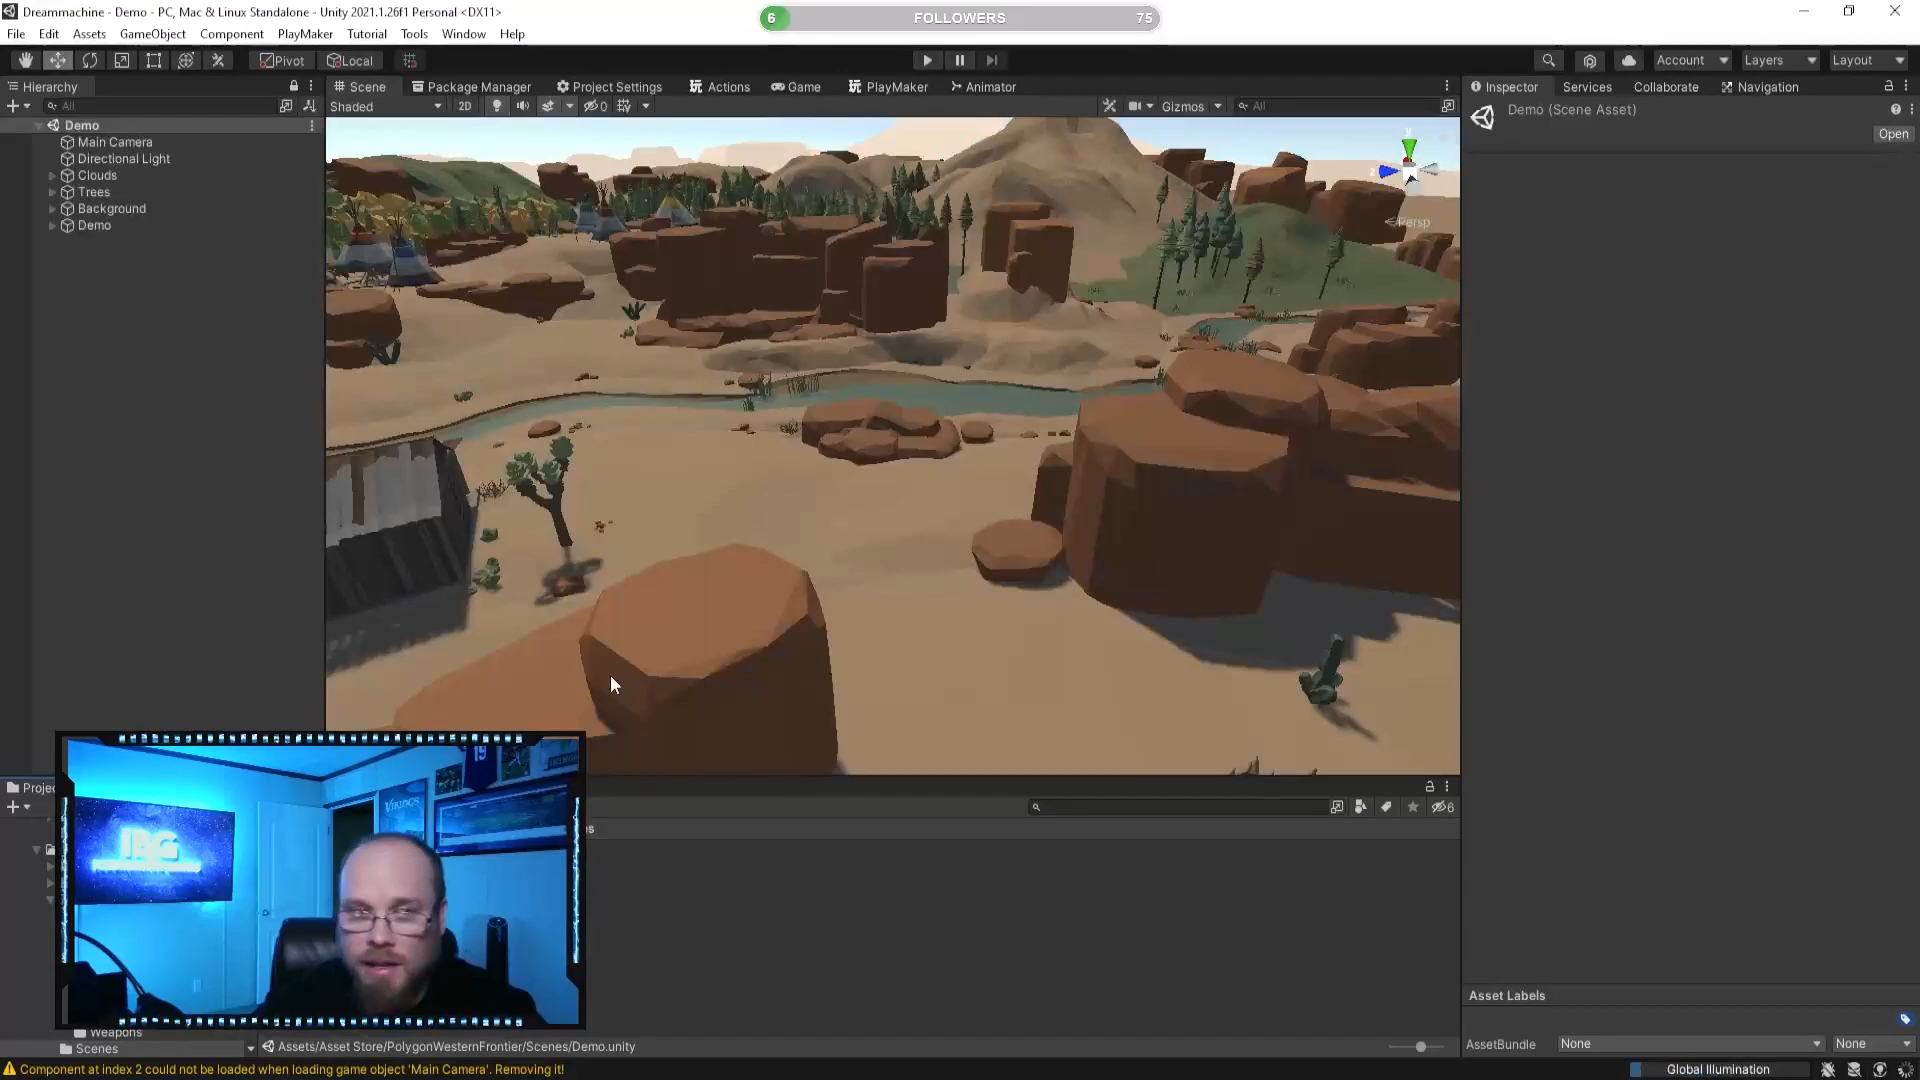 Dreammachine - Demo - PC, Mac & Linux Standalone - Unity 2021.1.26f1 Personal <DX11>
6 FOLLOWERS 75
File Edit Assets GameObject Component PlayMaker Tutorial Tools Window Help
Pivot Local Account Layers Layout
Hierarchy Scene Package Manager Project Settings Actions Game PlayMaker Animator Inspector Services Collaborate Navigation
All Shaded 2D 0 Gizmos All
Demo (Scene Asset)
Open
Demo
Main Camera
Directional Light
Clouds
Trees
Background
Demo
y
z
Persp
19
VIKINGS
IRG
6
Weapons
Scenes
Assets/Asset Store/PolygonWesternFrontier/Scenes/Demo.unity
Asset Labels
AssetBundle None None
Component at index 2 could not be loaded when loading game object 'Main Camera'. Removing it!
Global Illumination